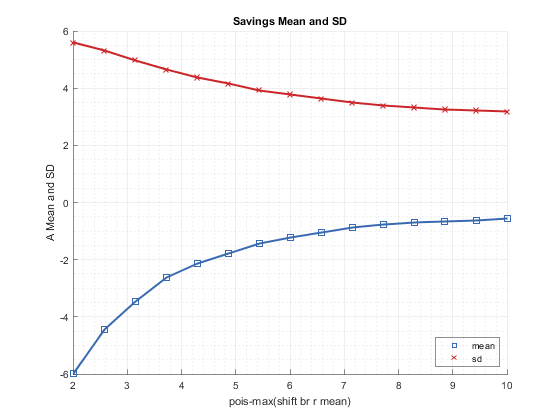 Savings Mean and SD
6
4
2
0
-2
-4
-6
A Mean and SD
2 3 4 5 6 7 8 9 10
pois-max(shift br r mean)
mean
sd